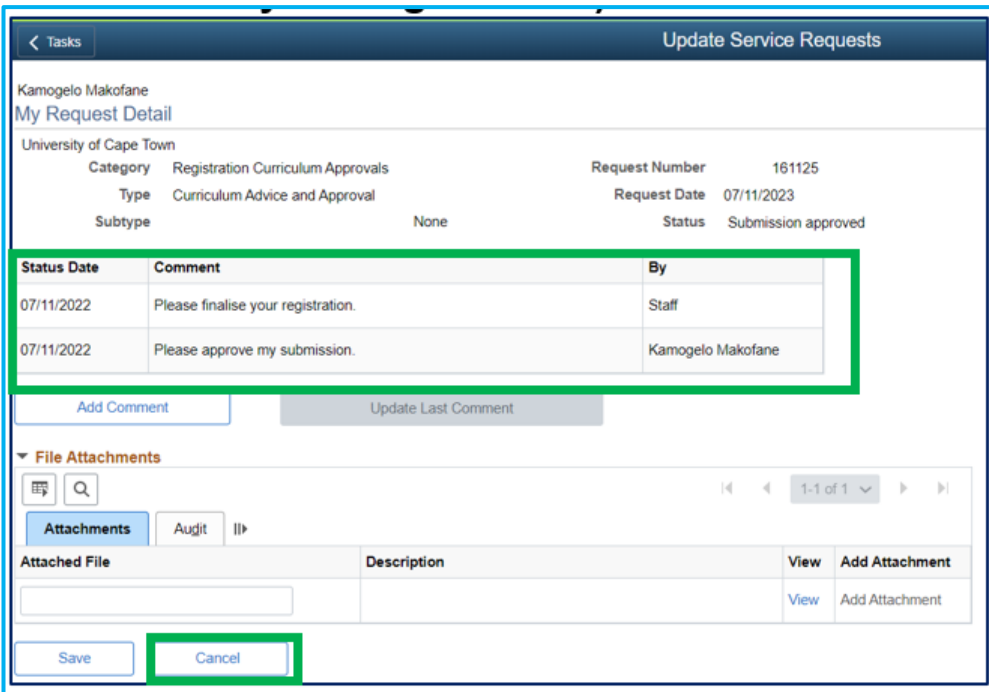 Tasks Update Service Requests
Kamogelo Makofane
My Request Detail
University of Cape Town
Category Registration Curriculum Approvals Request Number 161125
Type Curriculum Advice and Approval Request Date 07/11/2023
Subtype None Status Submission approved
Status Date Comment By
07/11/2022 Please finalise your registration. Staff
07/11/2022 Please approve my submission. Kamogelo Makofane
Add Comment Update Last Comment
File Attachments
1-1 of 1
Attachments Audit
Attached File Description View Add Attachment
View Add Attachment
Save Cancel